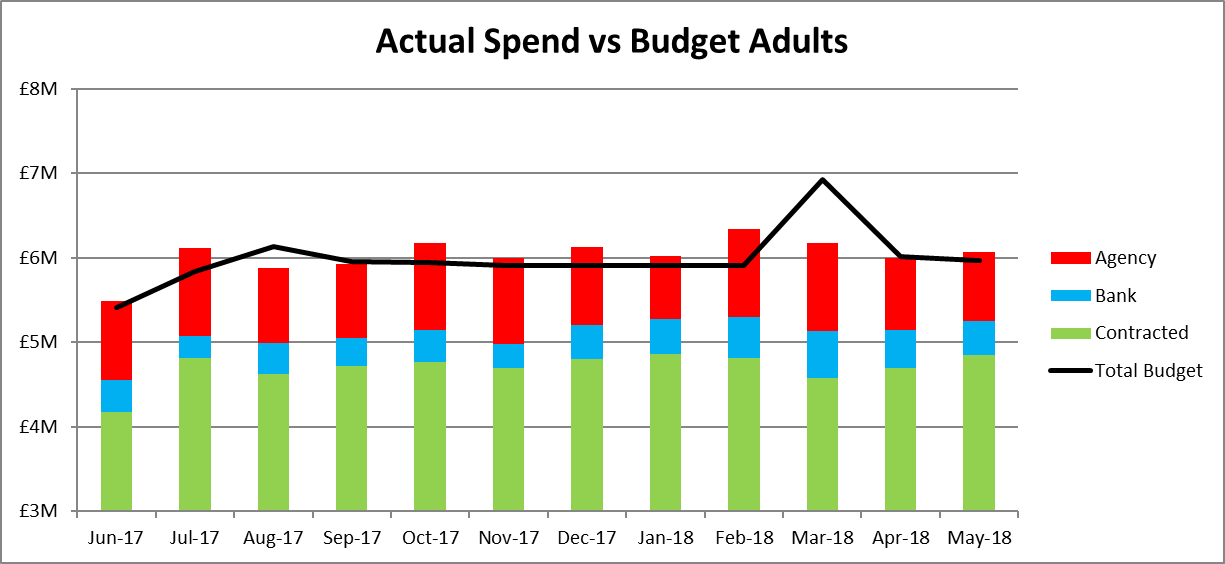 Actual Spend vs Budget Adults
£8M
£7M
£6M
£5M
£4M
£3M
Jun-17 Jul-17 Aug-17 Sep-17 Oct-17 Nov-17 Dec-17 Jan-18 Feb-18 Mar-18 Apr-18 May-18
Agency
Bank
Contracted
Total Budget